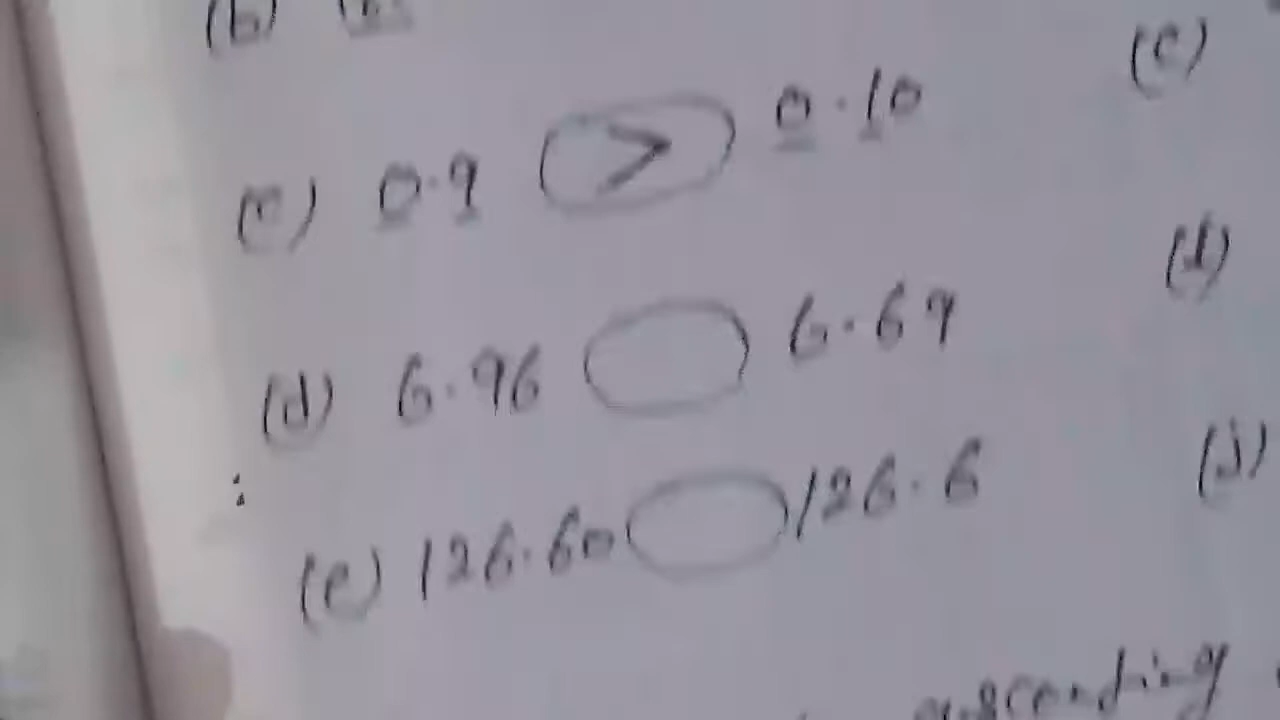 (b)
(c)
(c) 0.9 > 0.10
(d)
(d) 6.96 6.69
(j)
(e) 126.60 126.6
ascending